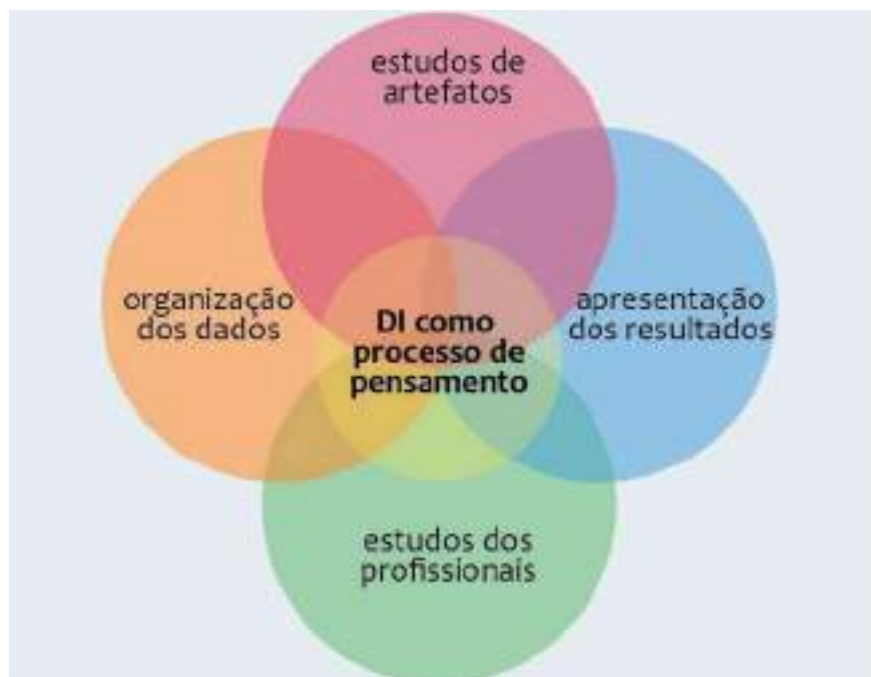 estudos de
artefatos
organização
dos dados
DI como
processo de
pensamento
apresentação
dos resultados
estudos dos
profissionais